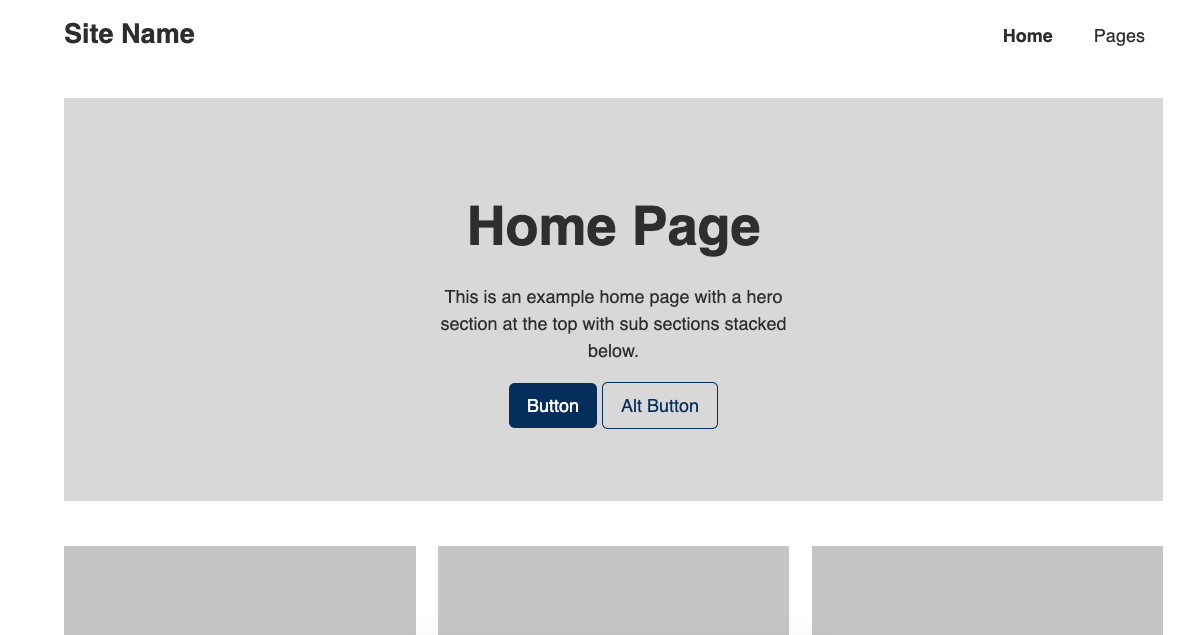 Site Name
Home Pages
Home Page
This is an example home page with a hero
section at the top with sub sections stacked
below.
Button Alt Button